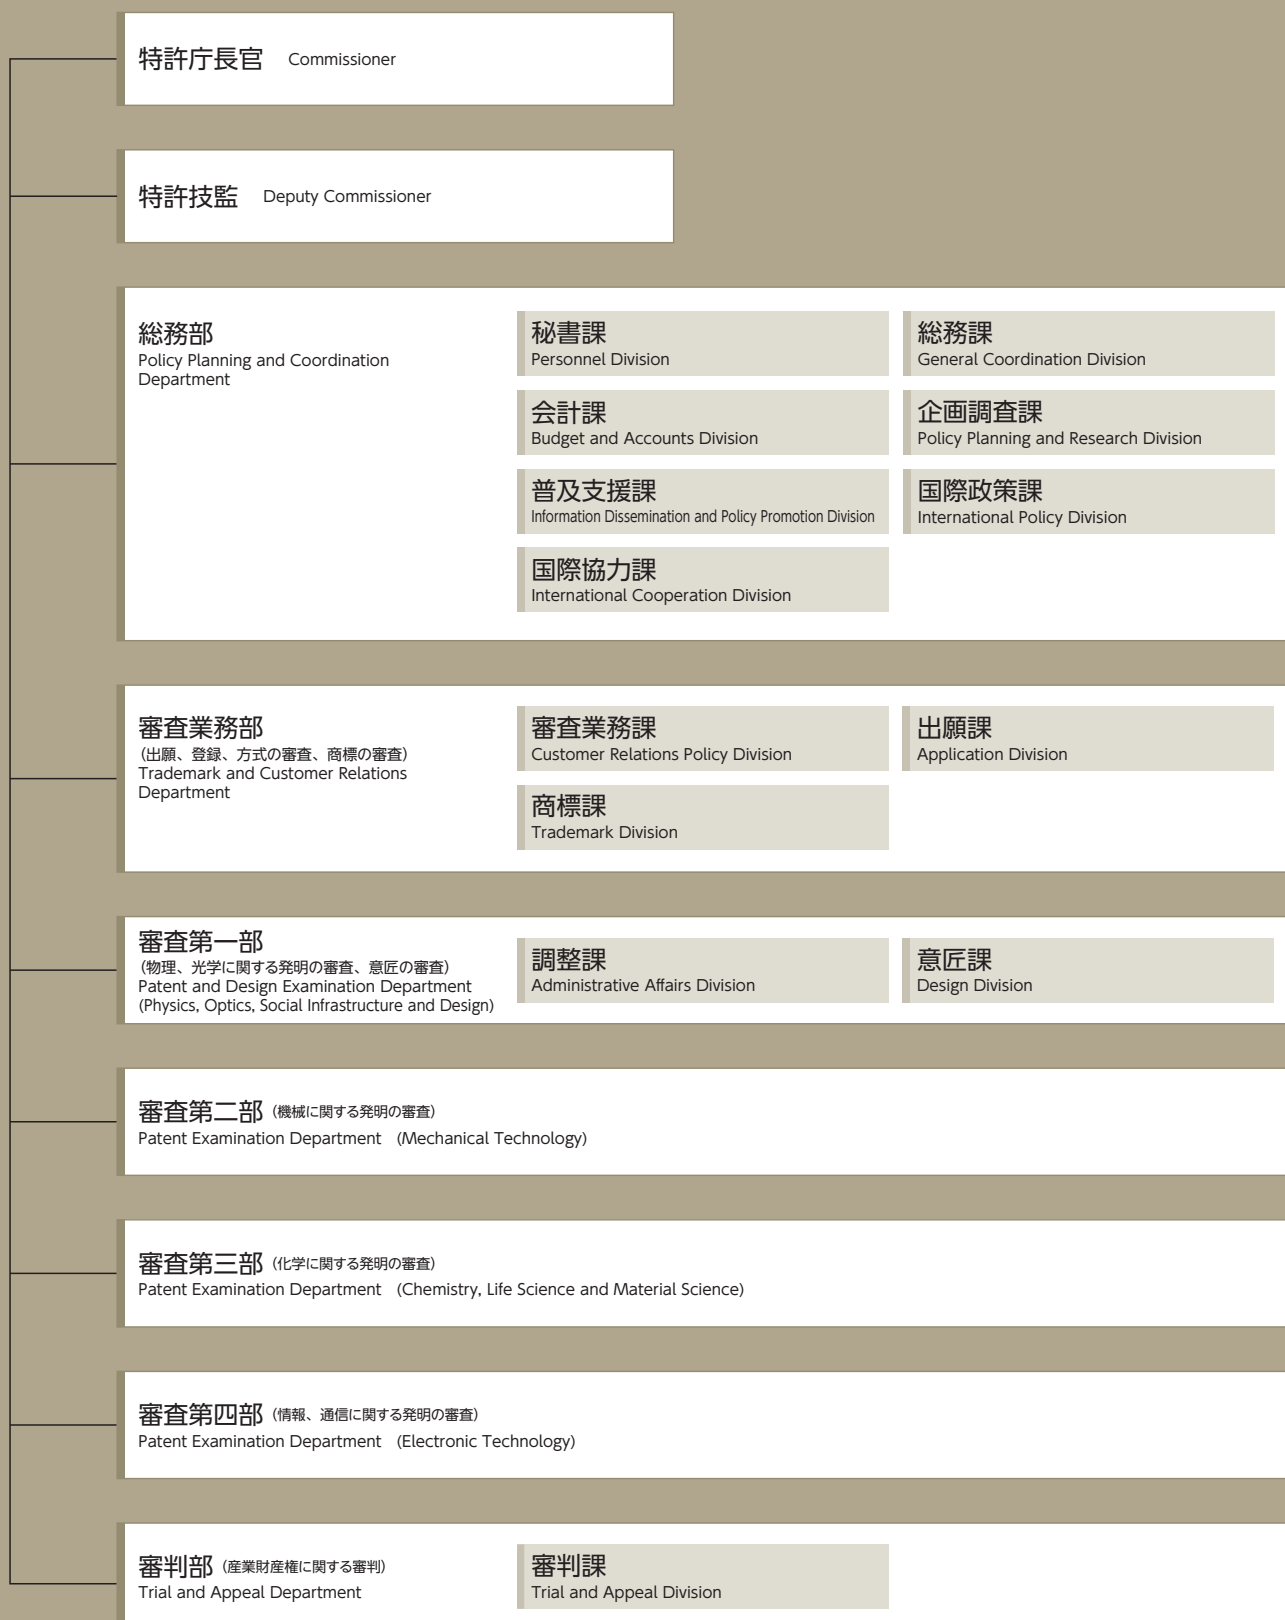 特許庁長官 Commissioner
特許技監 Deputy Commissioner
総務部
Policy Planning and Coordination
Department
秘書課
Personnel Division
総務課
General Coordination Division
会計課
Budget and Accounts Division
企画調査課
Policy Planning and Research Division
普及支援課
Information Dissemination and Policy Promotion Division
国際政策課
International Policy Division
国際協力課
International Cooperation Division
審査業務部
（出願、登録、方式の審査、商標の審査）
Trademark and Customer Relations
Department
審査業務課
Customer Relations Policy Division
出願課
Application Division
商標課
Trademark Division
審査第一部
（物理、光学に関する発明の審査、意匠の審査）
Patent and Design Examination Department
(Physics, Optics, Social Infrastructure and Design)
調整課
Administrative Affairs Division
意匠課
Design Division
審査第二部（機械に関する発明の審査）
Patent Examination Department (Mechanical Technology)
審査第三部（化学に関する発明の審査）
Patent Examination Department (Chemistry, Life Science and Material Science)
審査第四部（情報、通信に関する発明の審査）
Patent Examination Department (Electronic Technology)
審判部（産業財産権に関する審判）
Trial and Appeal Department
審判課
Trial and Appeal Division